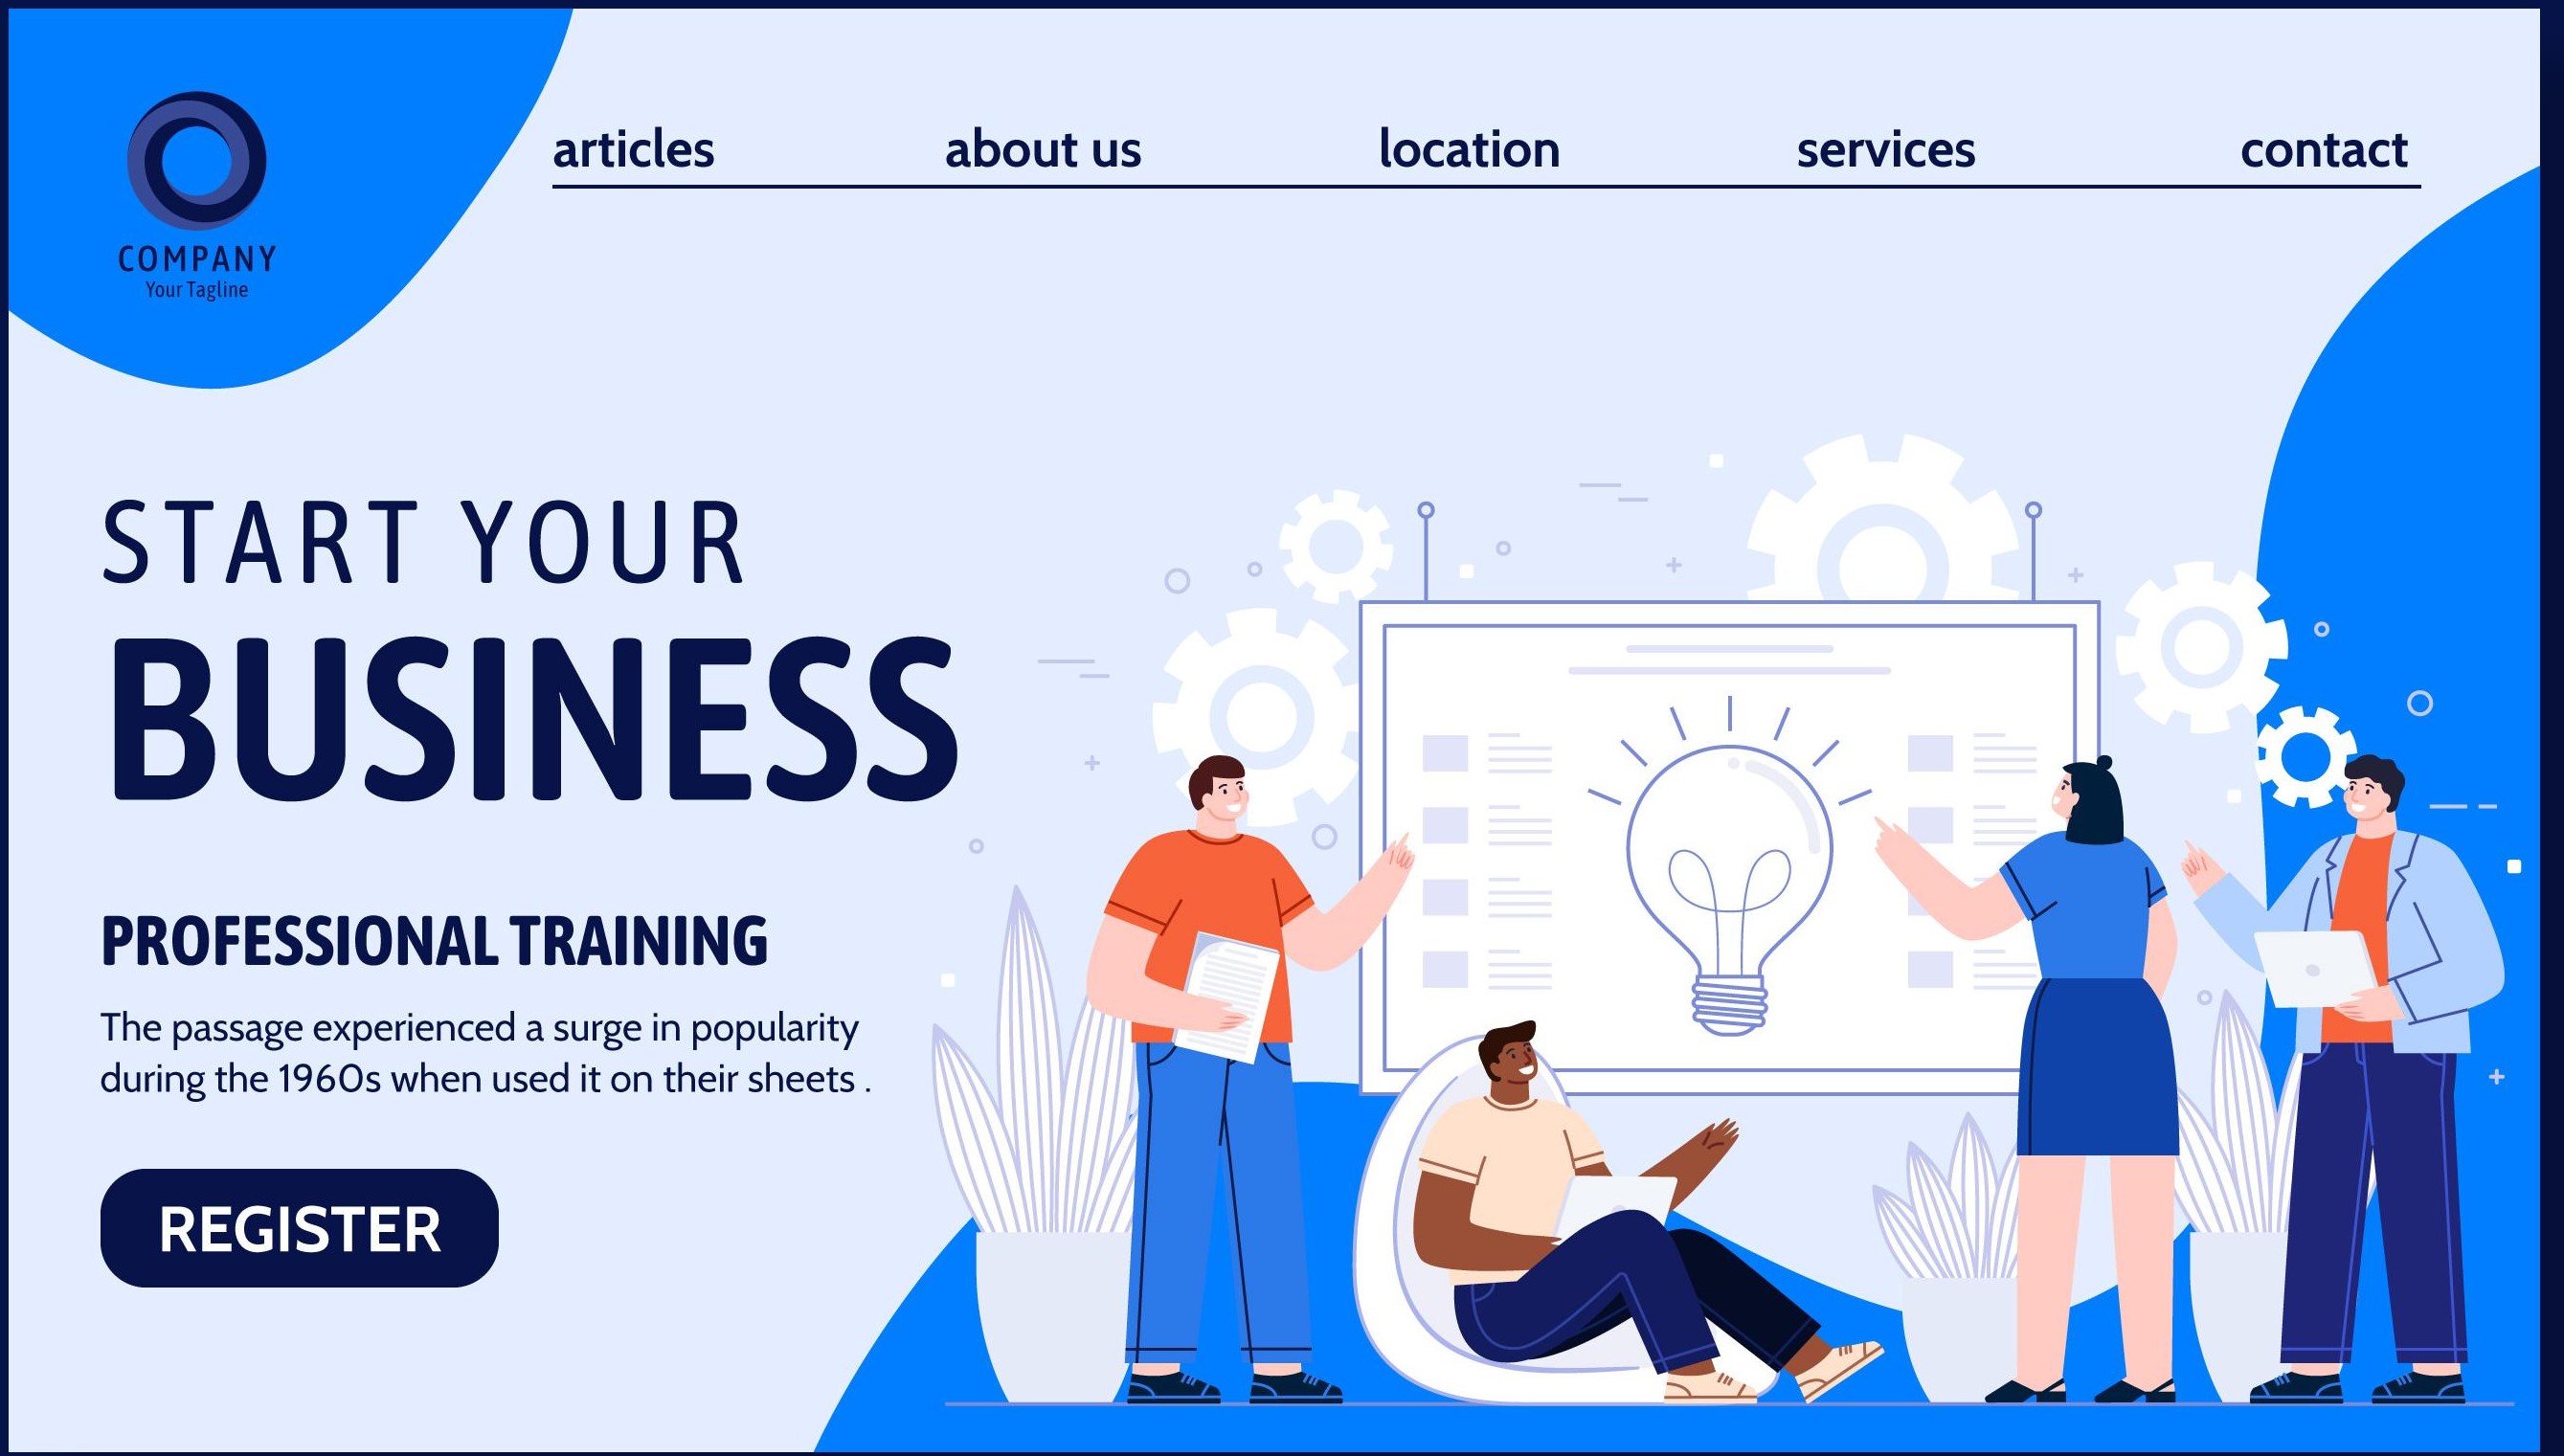 COMPANY
Your Tagline
articles about us location services contact
START YOUR
BUSINESS
PROFESSIONAL TRAINING
The passage experienced a surge in popularity
during the 1960s when used it on their sheets .
REGISTER